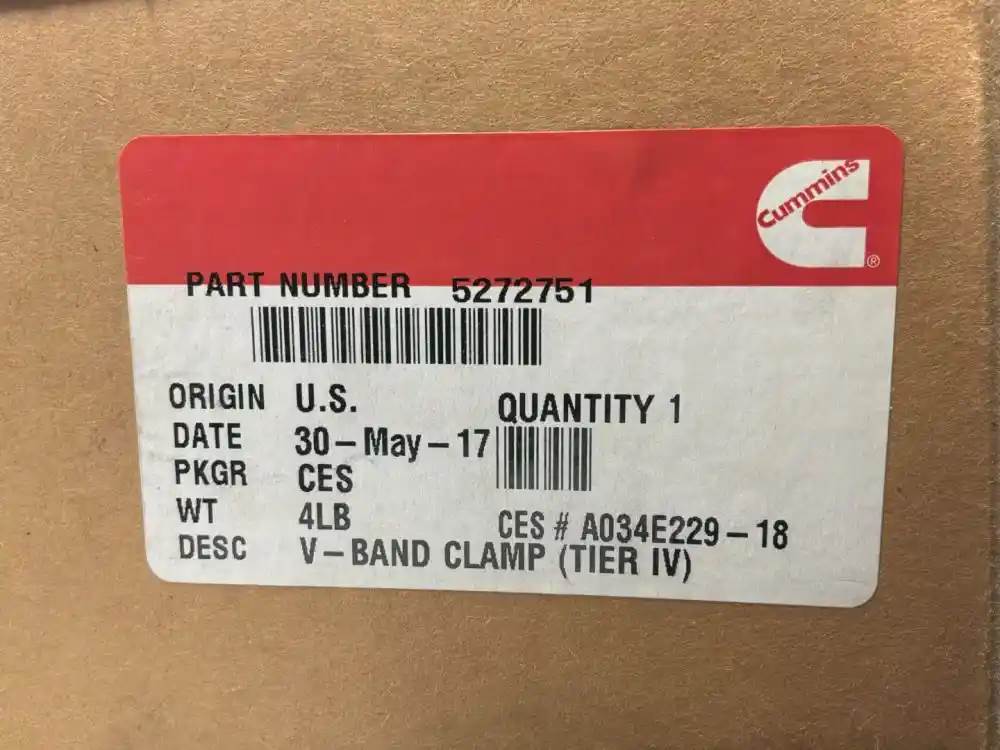 Cummins
®
PART NUMBER 5272751
ORIGIN U.S.
QUANTITY 1
DATE 30-May-17
PKGR CES
WT 4LB
CES # A034E229-18
DESC V-BAND CLAMP (TIER IV)